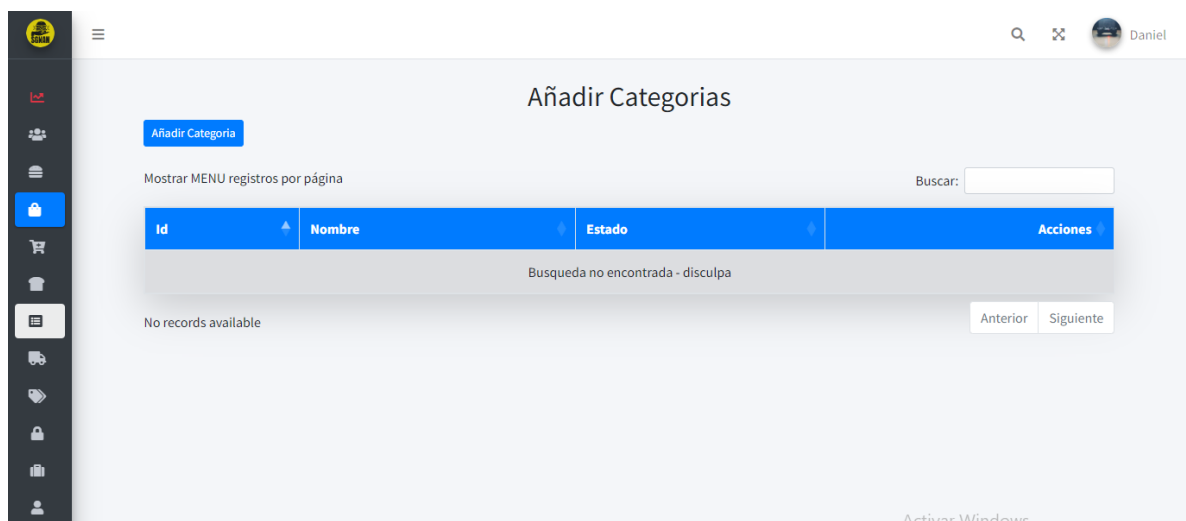 Daniel
Añadir Categorias
Añadir Categoria
Mostrar MENU registros por página
Buscar:
Id Nombre Estado Acciones
Busqueda no encontrada - disculpa
No records available
Anterior Siguiente
Activar Windows